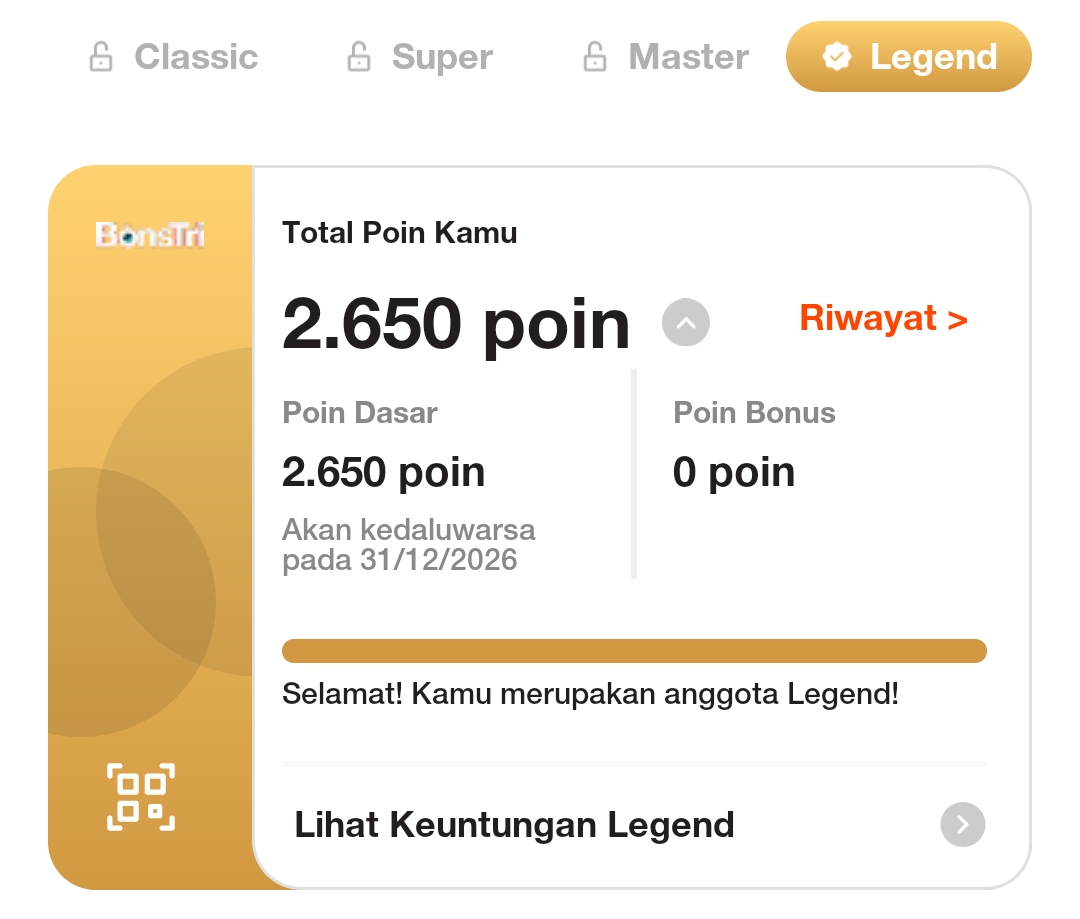 Classic
Super
Master
Legend
BonsTri
Total Poin Kamu
2.650 poin
Riwayat >
Poin Dasar
Poin Bonus
2.650 poin
0 poin
Akan kedaluwarsa
pada 31/12/2026
Selamat! Kamu merupakan anggota Legend!
Lihat Keuntungan Legend